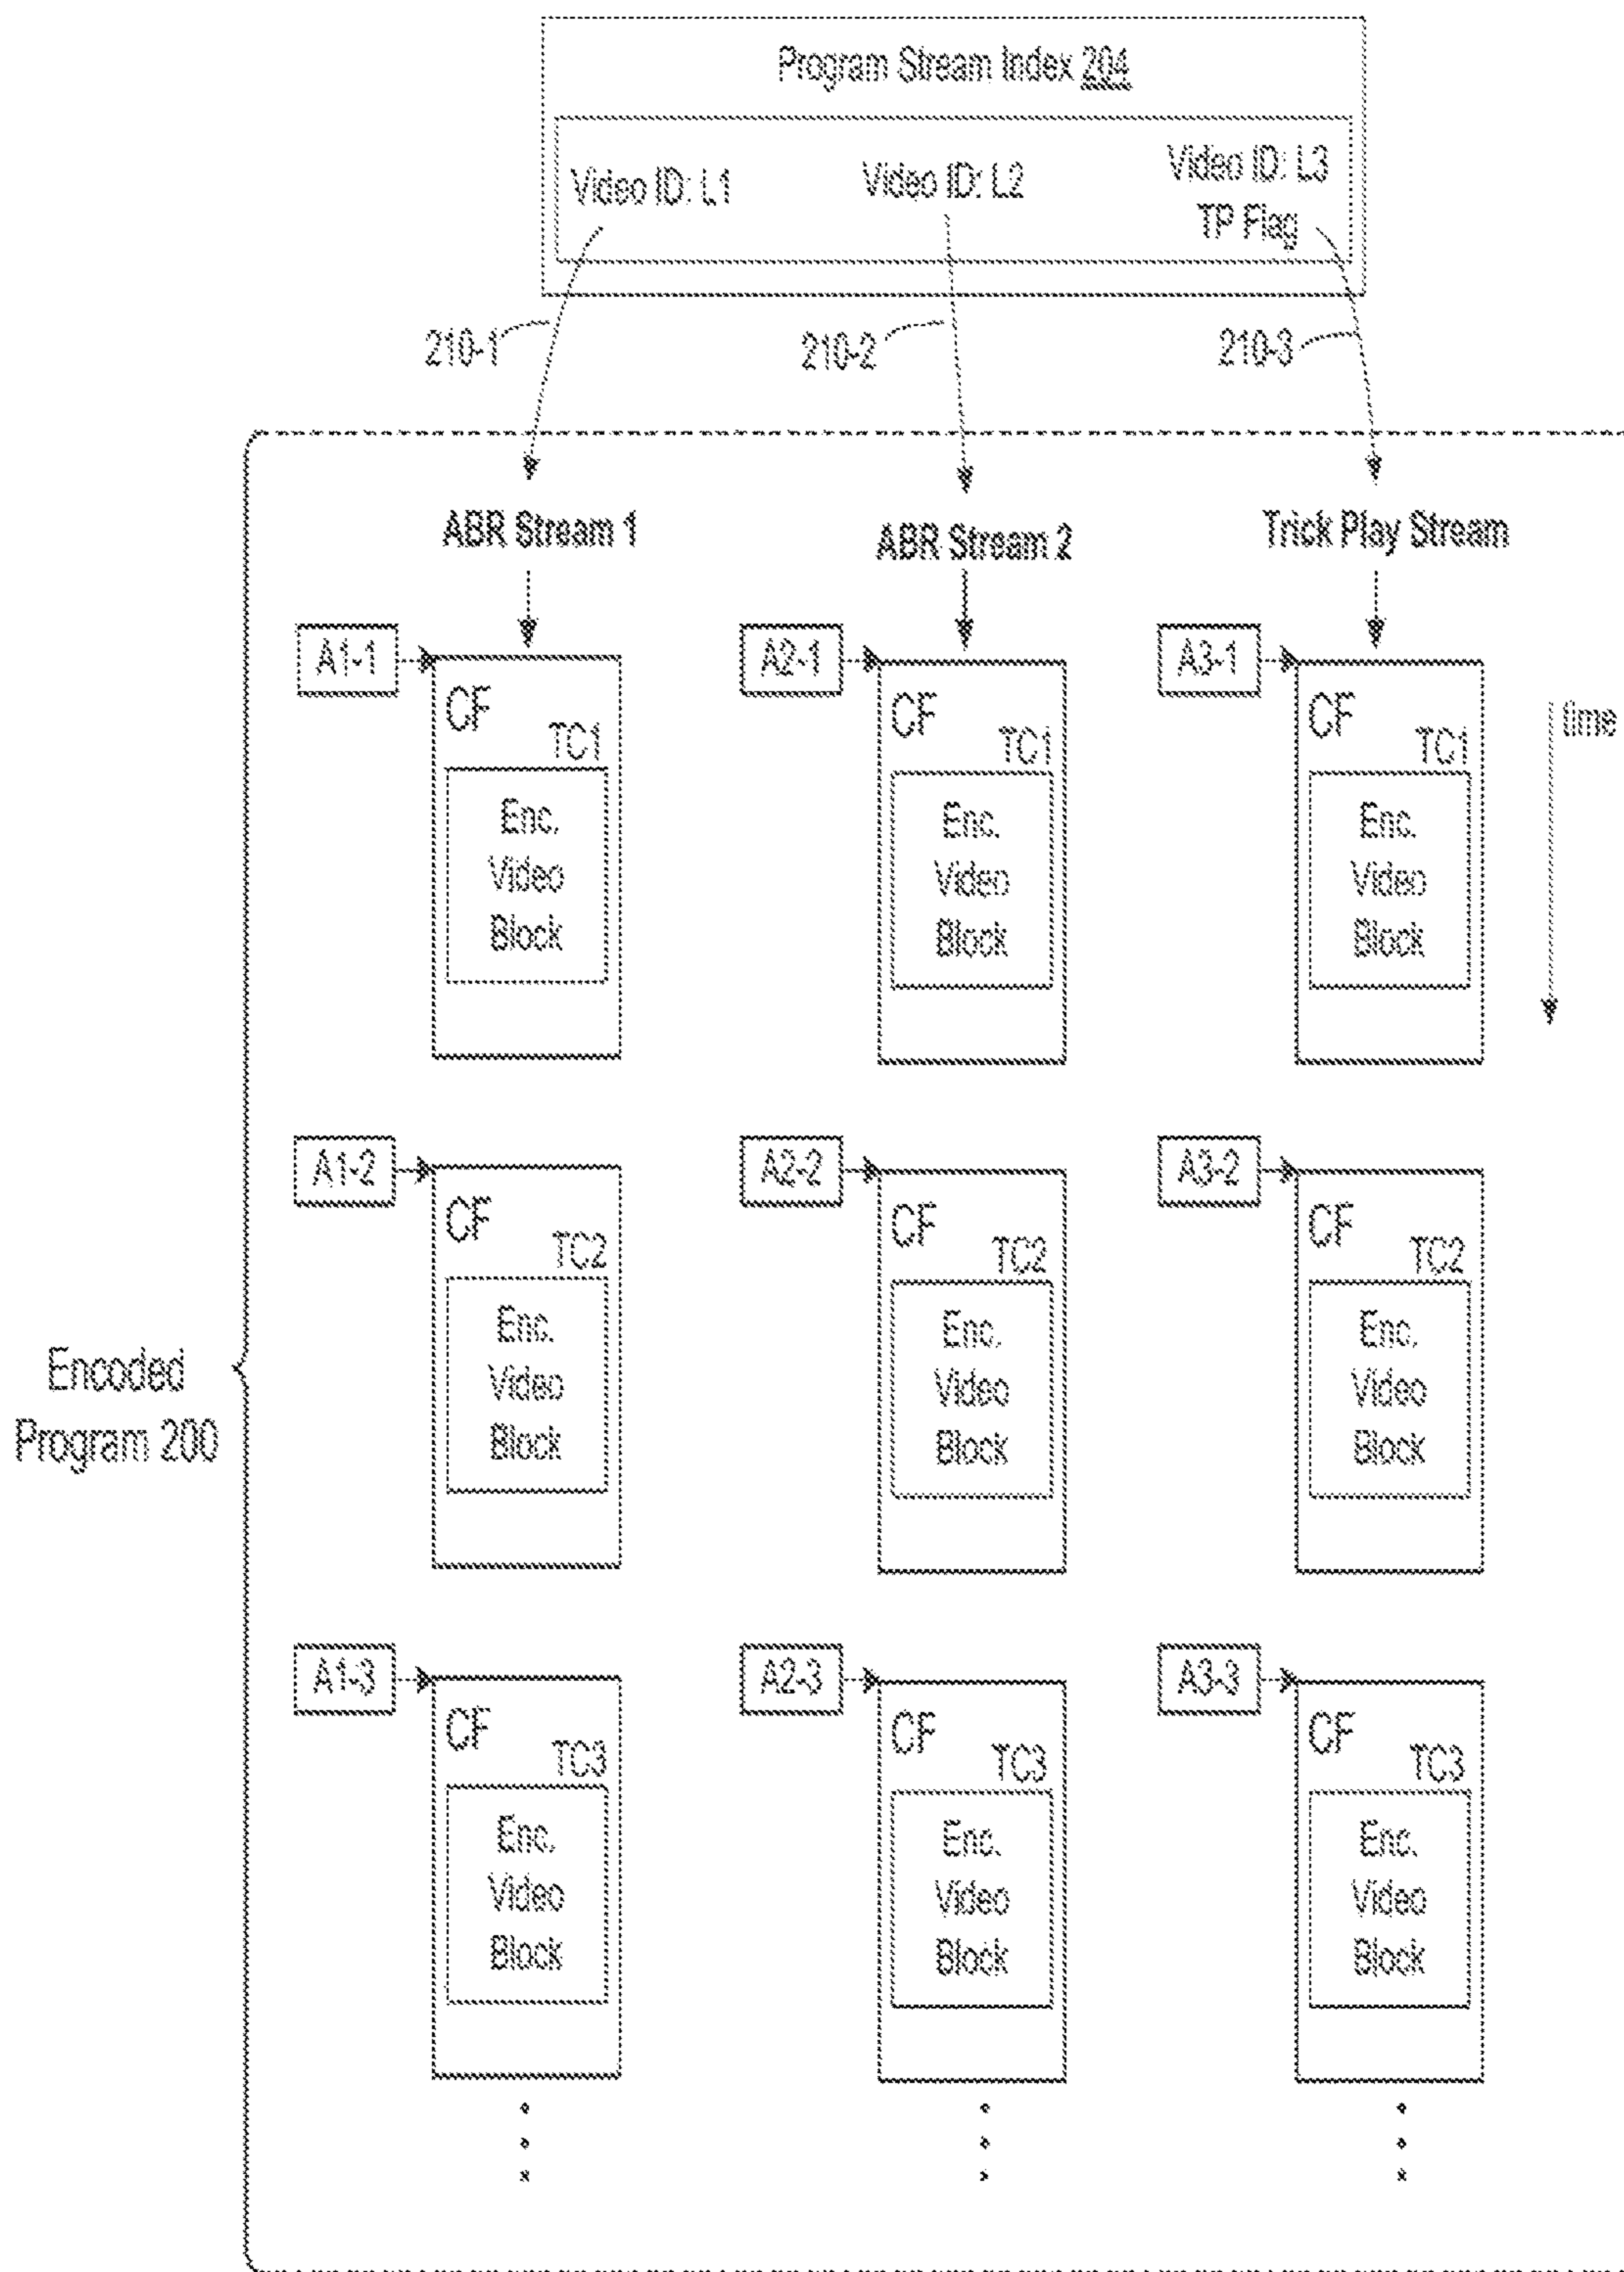 Program Stream Index 204
Video ID: L1
Video ID: L2
Video ID: L3
TP Flag
210-1
210-2
210-3
ABR Stream 1
ABR Stream 2
Trick Play Stream
A1-1
CF
TC1
Enc.
Video
Block
A2-1
CF
TC1
Enc.
Video
Block
A3-1
CF
TC1
Enc.
Video
Block
time
A1-2
CF
TC2
Enc.
Video
Block
A2-2
CF
TC2
Enc.
Video
Block
A3-2
CF
TC2
Enc.
Video
Block
Encoded
Program 200
A1-3
CF
TC3
Enc.
Video
Block
A2-3
CF
TC3
Enc.
Video
Block
A3-3
CF
TC3
Enc.
Video
Block